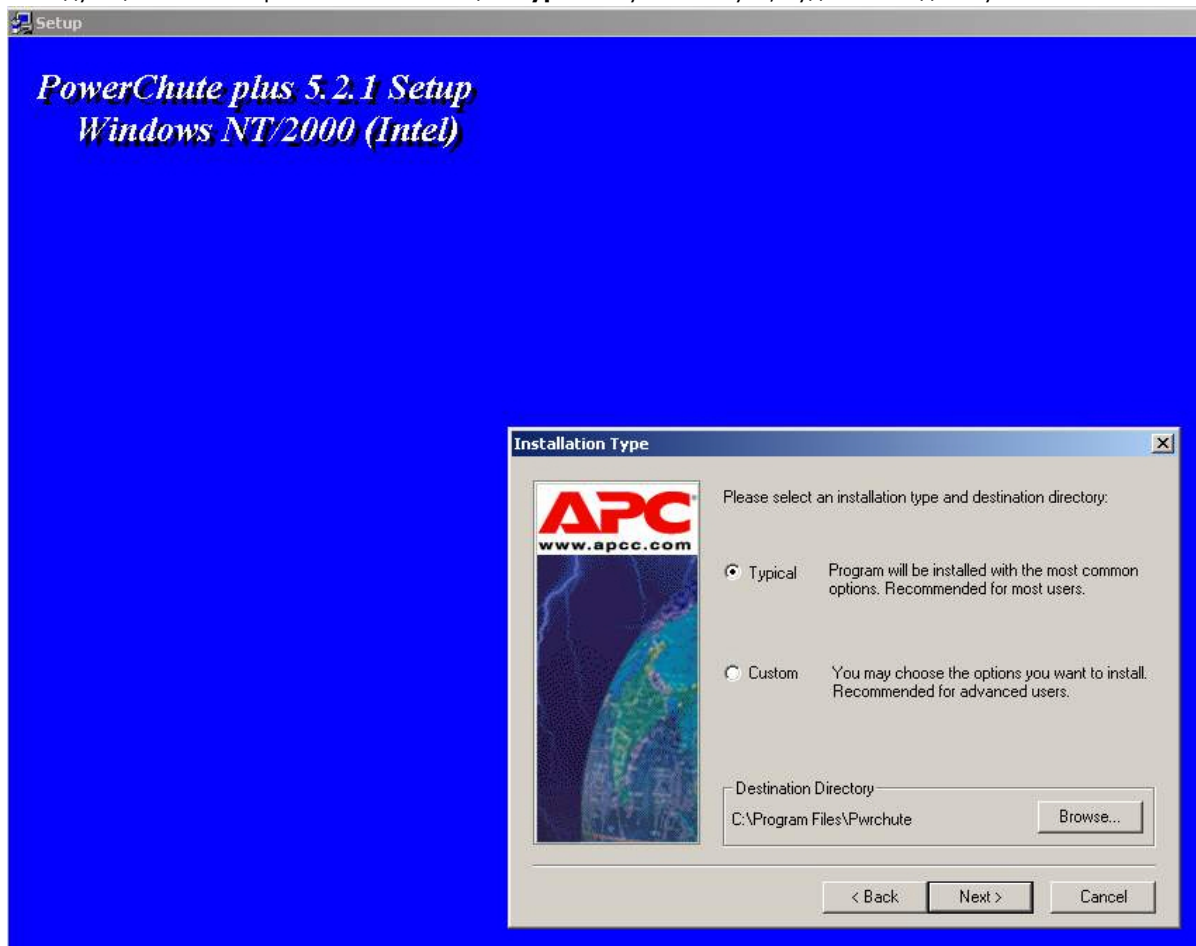 Setup
PowerChute plus 5.2.1 Setup
Windows NT/2000 (Intel)
Installation Type
APC
www.apcc.com
Please select an installation type and destination directory:
Typical Program will be installed with the most common
options. Recommended for most users.
Custom You may choose the options you want to install.
Recommended for advanced users.
Destination Directory
C:\Program Files\Pwrchute
Browse...
< Back
Next >
Cancel